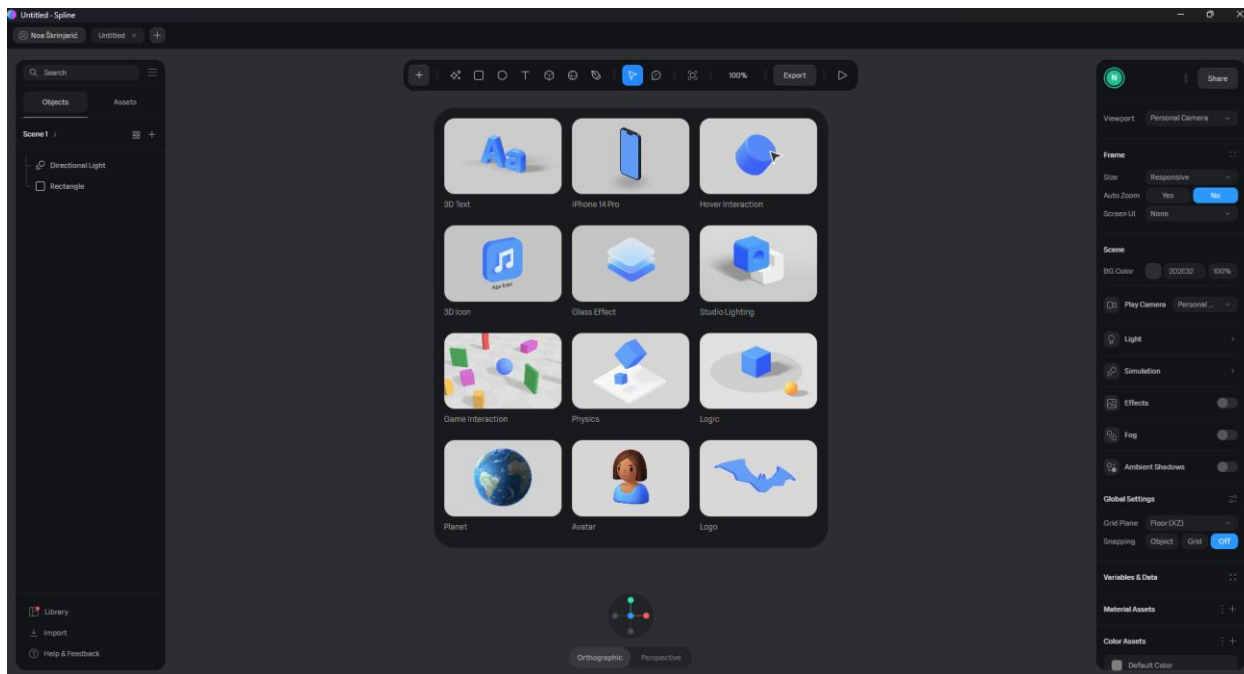 Untitled - Spline
Noa Škrinjarić
Untitled
Search
Objects Assets
Scene 1
Directional Light
Rectangle
Library
Import
Help & Feedback
100%
Export
3D Text iPhone 14 Pro Hover Interaction
App Icon
3D Icon Glass Effect Studio Lighting
Game Interaction Physics Logic
Planet Avatar Logo
Orthographic Perspective
N
Share
Viewport Personal Camera
Frame
Size Responsive
Auto Zoom Yes No
Screen UI None
Scene
BG Color 2D2E32 100%
Play Camera Personal ...
Light
Simulation
Effects
Fog
Ambient Shadows
Global Settings
Grid Plane Floor (XZ)
Snapping Object Grid Off
Variables & Data
Material Assets
Color Assets
Default Color